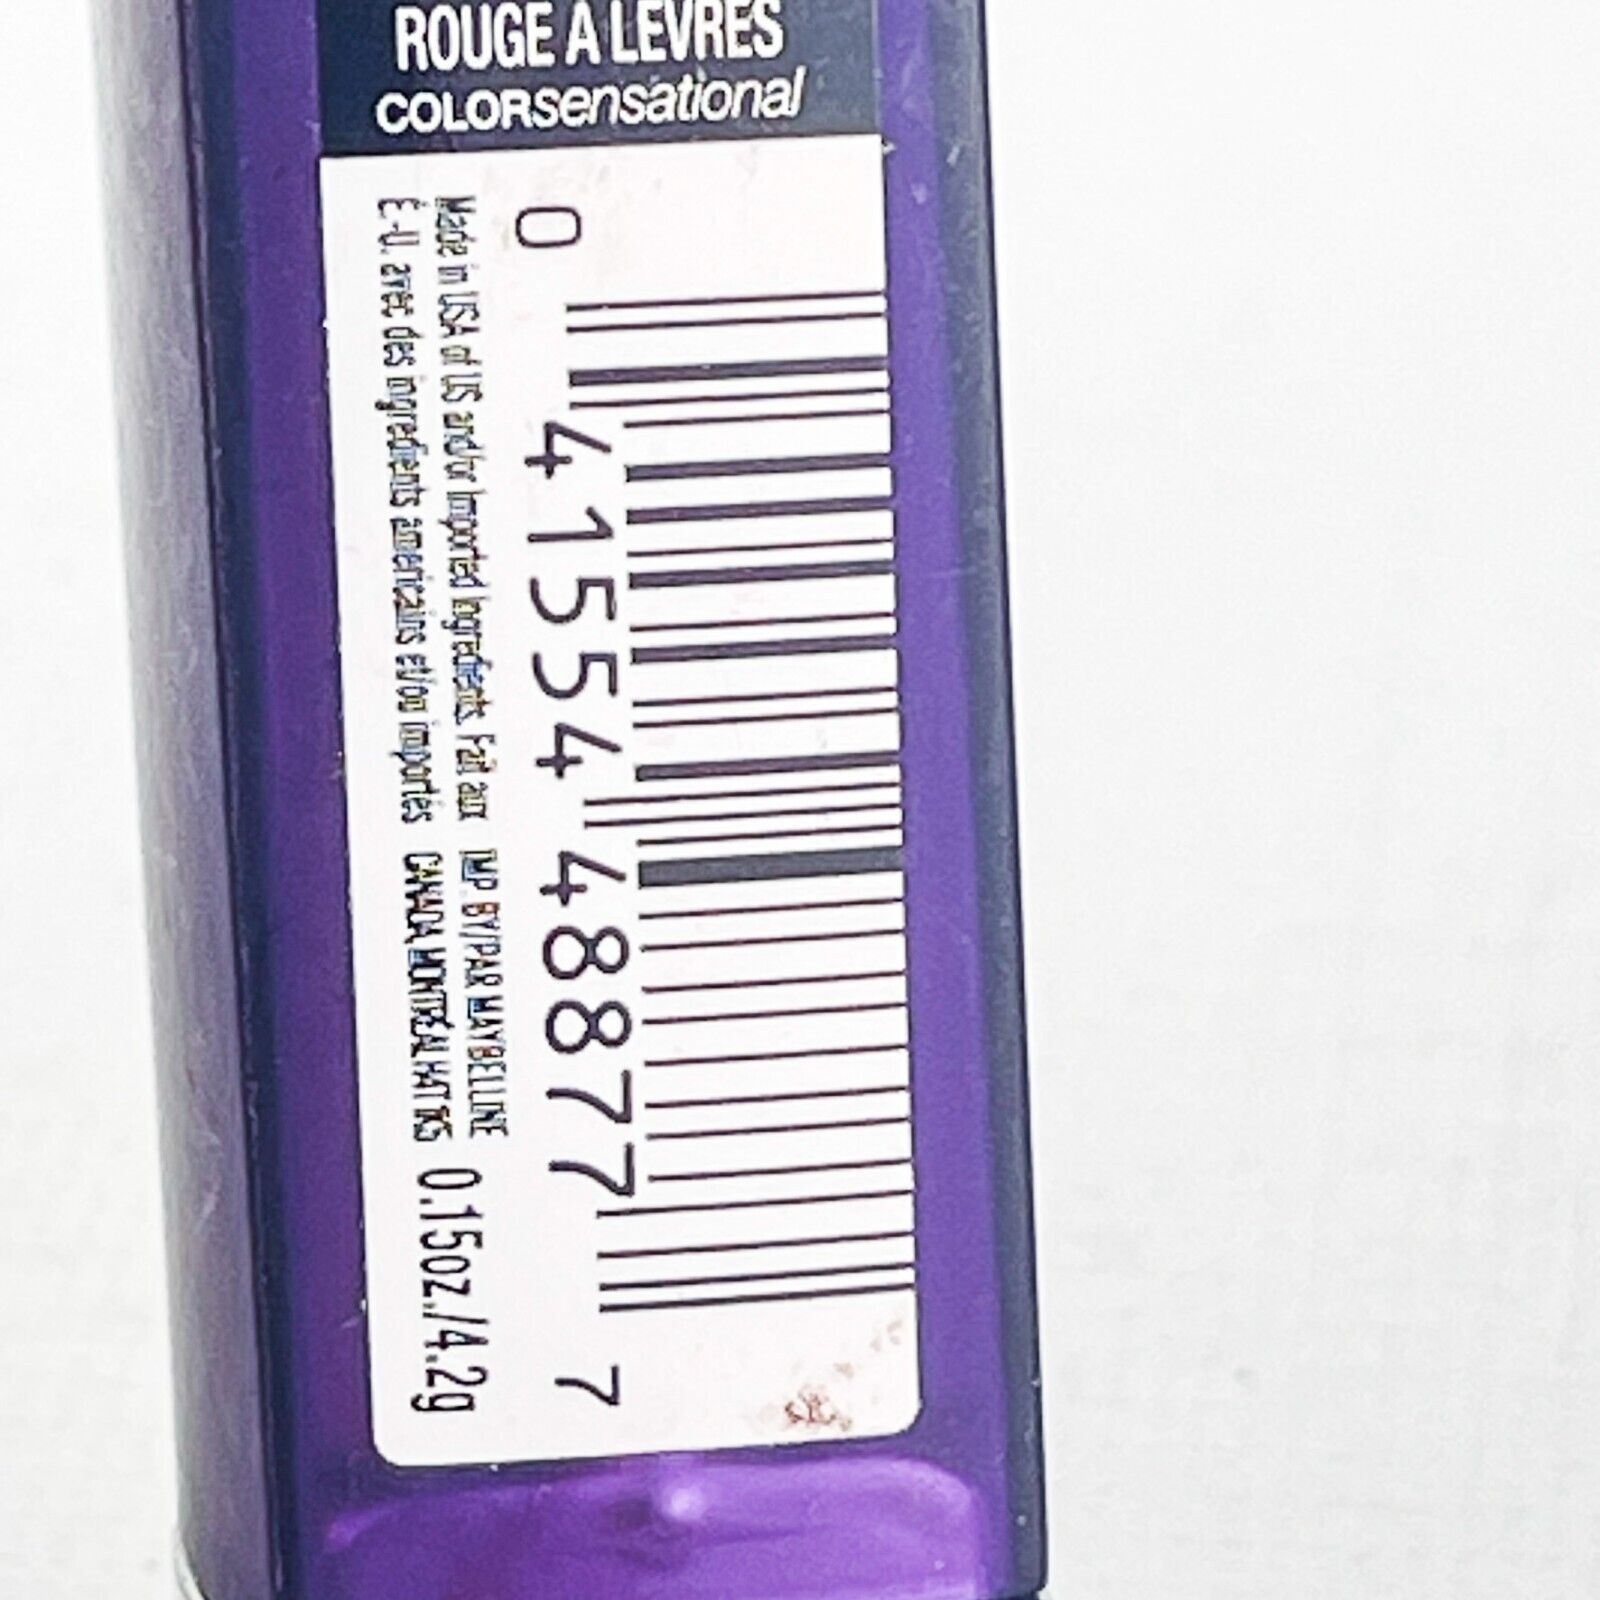 ROUGE À LÈVRES
COLORsensational
0 41554 48877 7
Made in USA of US and/or Imported Ingredients. Fait aux
É.-U. avec des ingrédients américains et/ou importés
IMP. BY/PAR MAYBELLINE
CANADA, MONTRÉAL H4T 1K5
0.15oz./4.2g